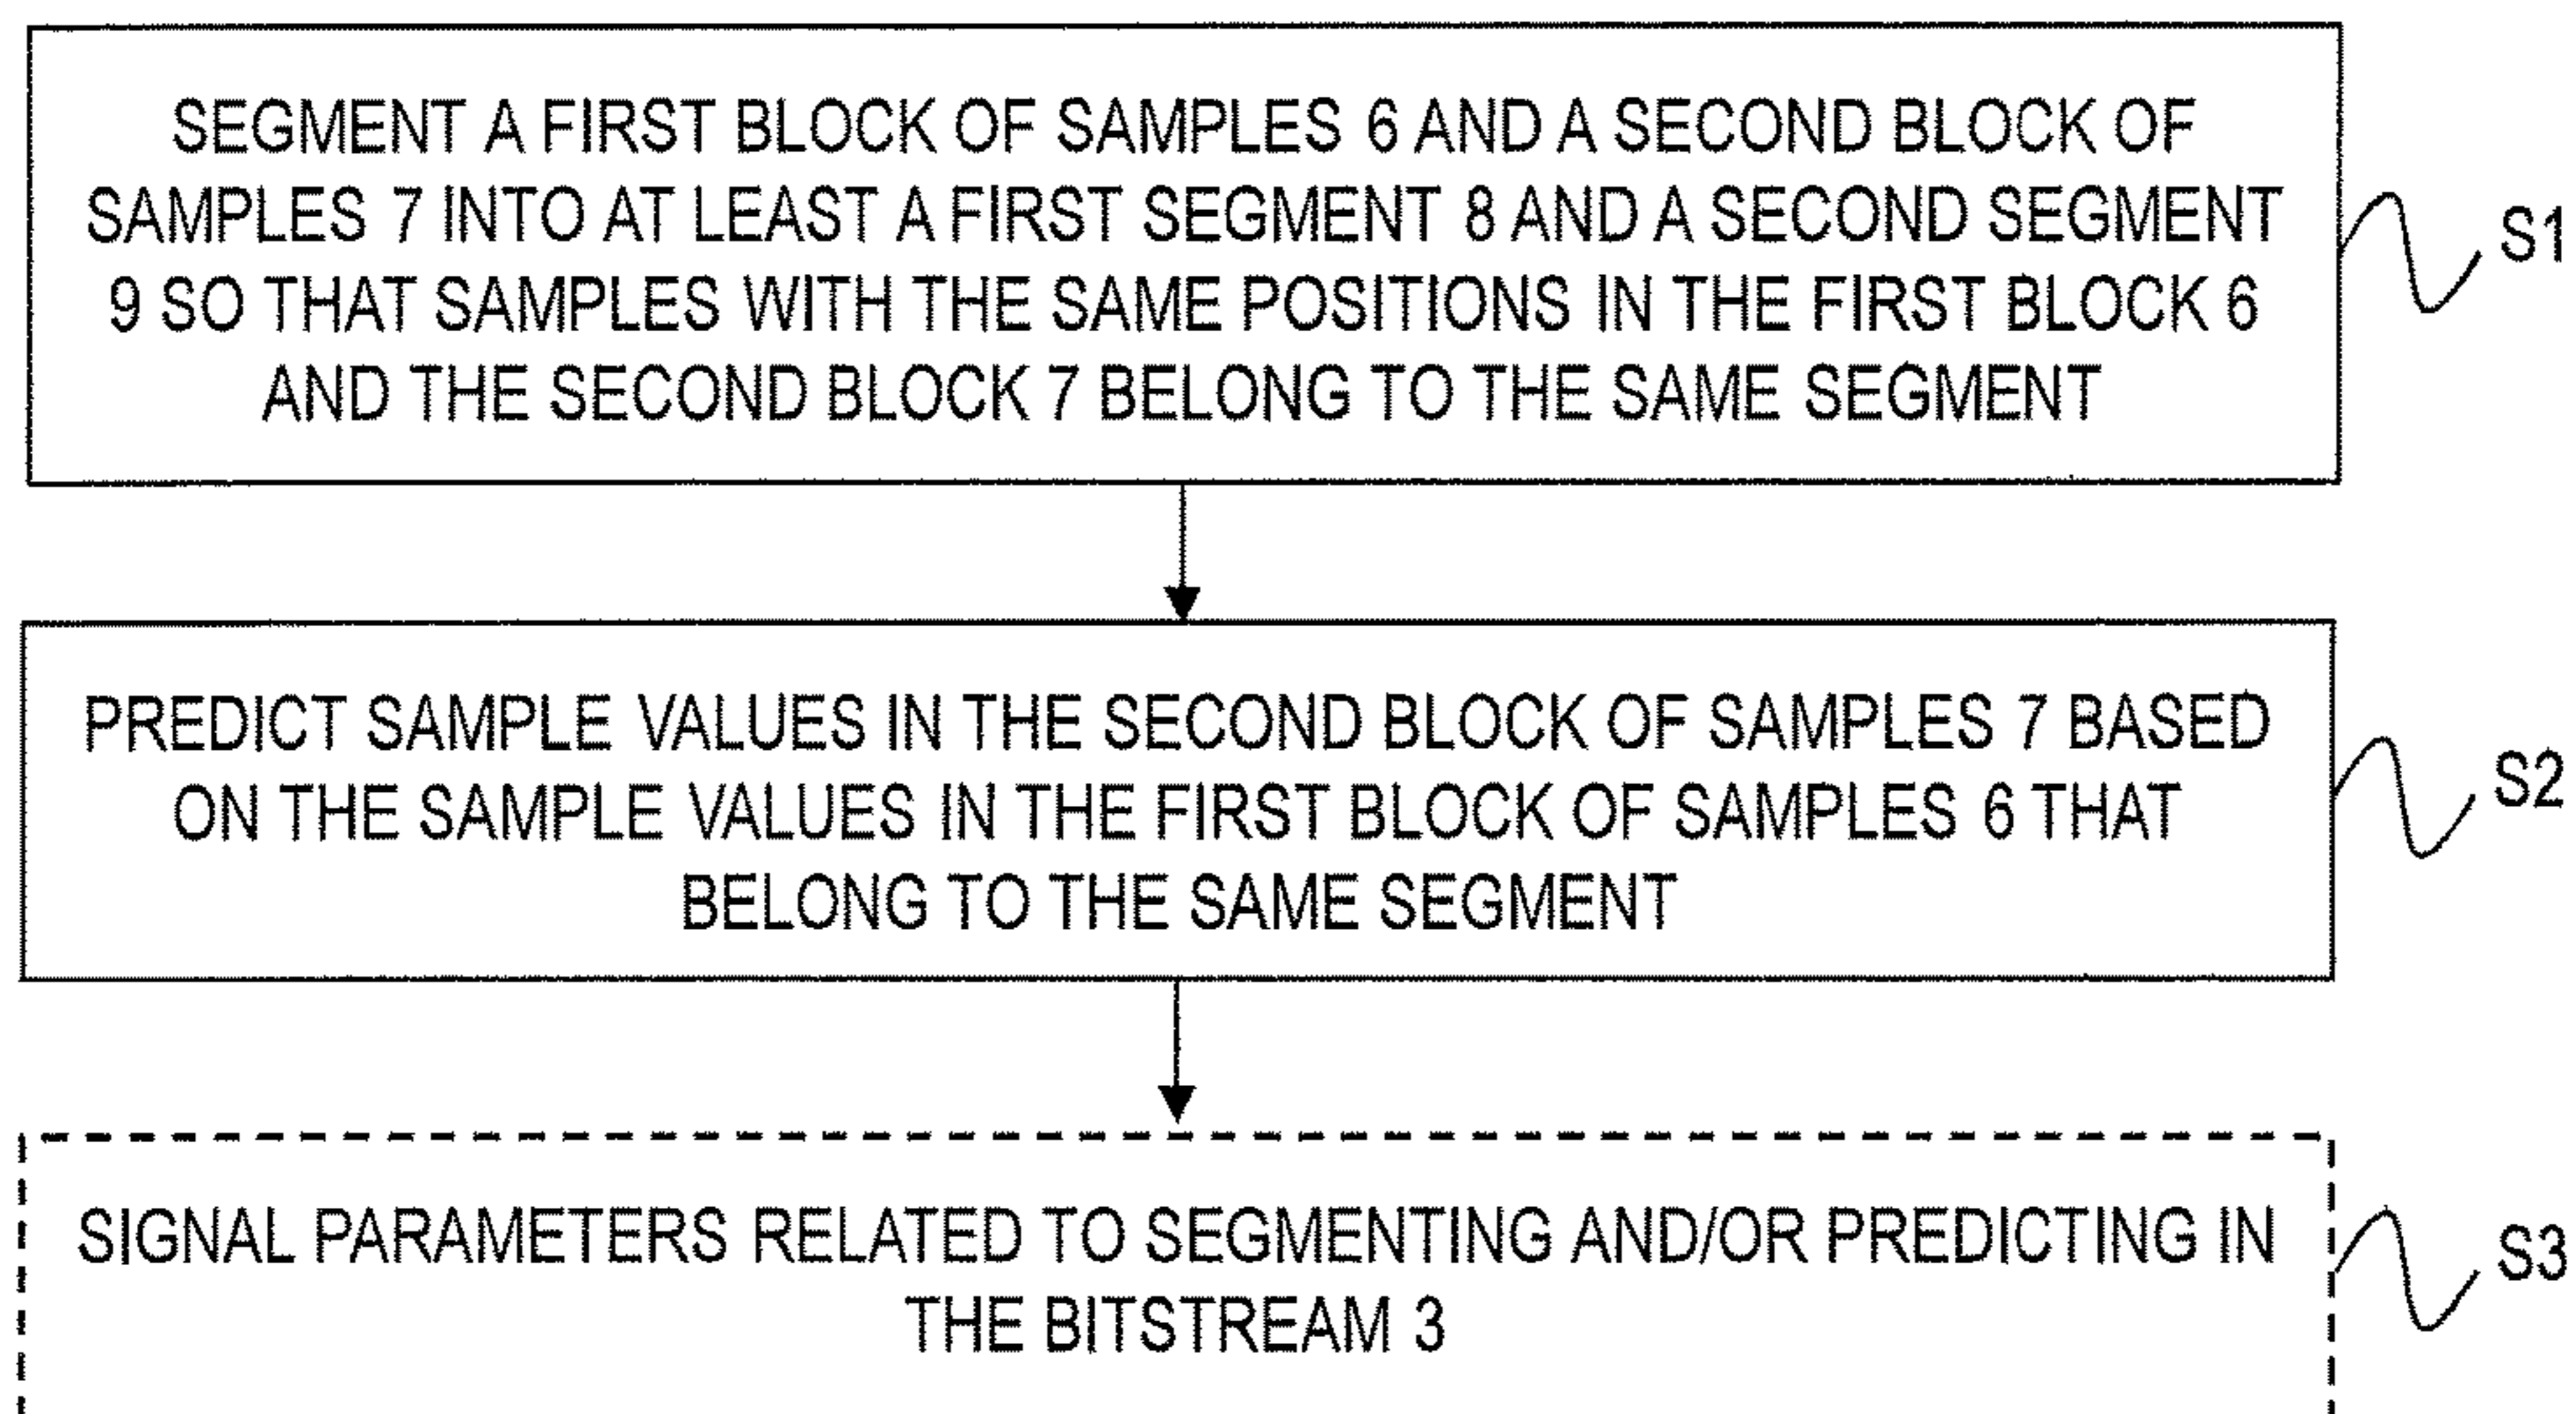 SEGMENT A FIRST BLOCK OF SAMPLES 6 AND A SECOND BLOCK OF
SAMPLES 7 INTO AT LEAST A FIRST SEGMENT 8 AND A SECOND SEGMENT
9 SO THAT SAMPLES WITH THE SAME POSITIONS IN THE FIRST BLOCK 6
AND THE SECOND BLOCK 7 BELONG TO THE SAME SEGMENT
S1
PREDICT SAMPLE VALUES IN THE SECOND BLOCK OF SAMPLES 7 BASED
ON THE SAMPLE VALUES IN THE FIRST BLOCK OF SAMPLES 6 THAT
BELONG TO THE SAME SEGMENT
S2
SIGNAL PARAMETERS RELATED TO SEGMENTING AND/OR PREDICTING IN
THE BITSTREAM 3
S3